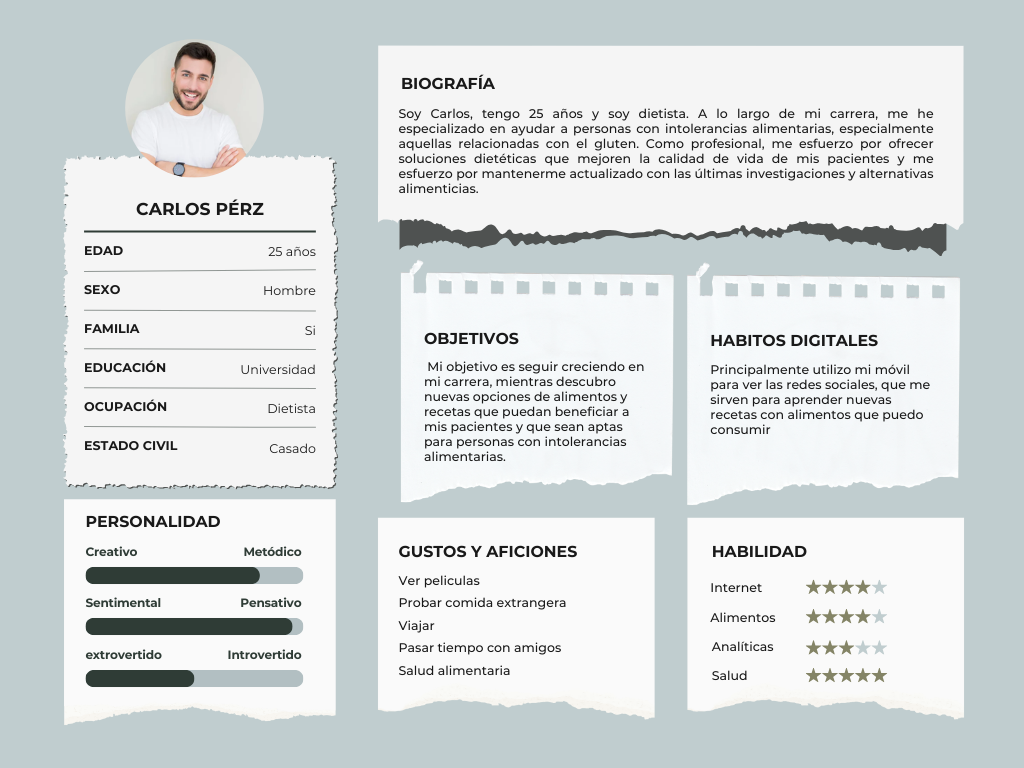 CARLOS PÉRZ
EDAD 25 años
SEXO Hombre
FAMILIA Si
EDUCACIÓN Universidad
OCUPACIÓN Dietista
ESTADO CIVIL Casado
PERSONALIDAD
Creativo Metódico
Sentimental Pensativo
extrovertido Introvertido
BIOGRAFÍA
Soy Carlos, tengo 25 años y soy dietista. A lo largo de mi carrera, me he
especializado en ayudar a personas con intolerancias alimentarias, especialmente
aquellas relacionadas con el gluten. Como profesional, me esfuerzo por ofrecer
soluciones dietéticas que mejoren la calidad de vida de mis pacientes y me
esfuerzo por mantenerme actualizado con las últimas investigaciones y alternativas
alimenticias.
OBJETIVOS
Mi objetivo es seguir creciendo en
mi carrera, mientras descubro
nuevas opciones de alimentos y
recetas que puedan beneficiar a
mis pacientes y que sean aptas
para personas con intolerancias
alimentarias.
HABITOS DIGITALES
Principalmente utilizo mi móvil
para ver las redes sociales, que me
sirven para aprender nuevas
recetas con alimentos que puedo
consumir
GUSTOS Y AFICIONES
Ver peliculas
Probar comida extrangera
Viajar
Pasar tiempo con amigos
Salud alimentaria
HABILIDAD
Internet
Alimentos
Analíticas
Salud